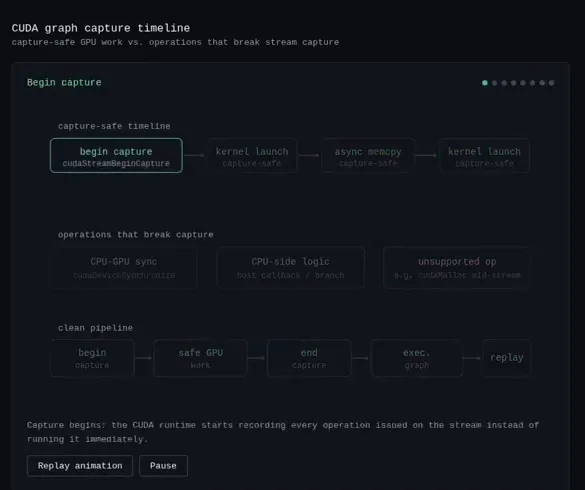 CUDA graph capture timeline
capture-safe GPU work vs. operations that break stream capture
Begin capture
capture-safe timeline
begin capture
cudaStreamBeginCapture
kernel launch
capture-safe
async memcpy
capture-safe
kernel launch
capture-safe
operations that break capture
CPU-GPU sync
cudaDeviceSynchronize
CPU-side logic
host callback / branch
unsupported op
e.g. cudaMalloc mid-stream
clean pipeline
begin
capture
safe GPU
work
end
capture
exec.
graph
replay
Capture begins: the CUDA runtime starts recording every operation issued on the stream instead of
running it immediately.
Replay animation
Pause